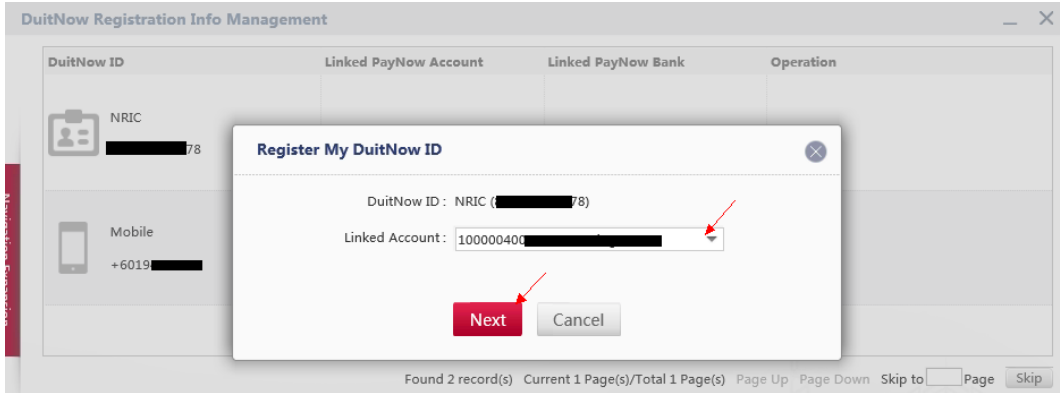 DuitNow Registration Info Management
DuitNow ID Linked PayNow Account Linked PayNow Bank Operation
NRIC
78
Register My DuitNow ID
DuitNow ID : NRIC ( 78)
Linked Account : 100000400
Mobile
+6019
Navigation Expansion
Next Cancel
Found 2 record(s) Current 1 Page(s)/Total 1 Page(s) Page Up Page Down Skip to Page Skip